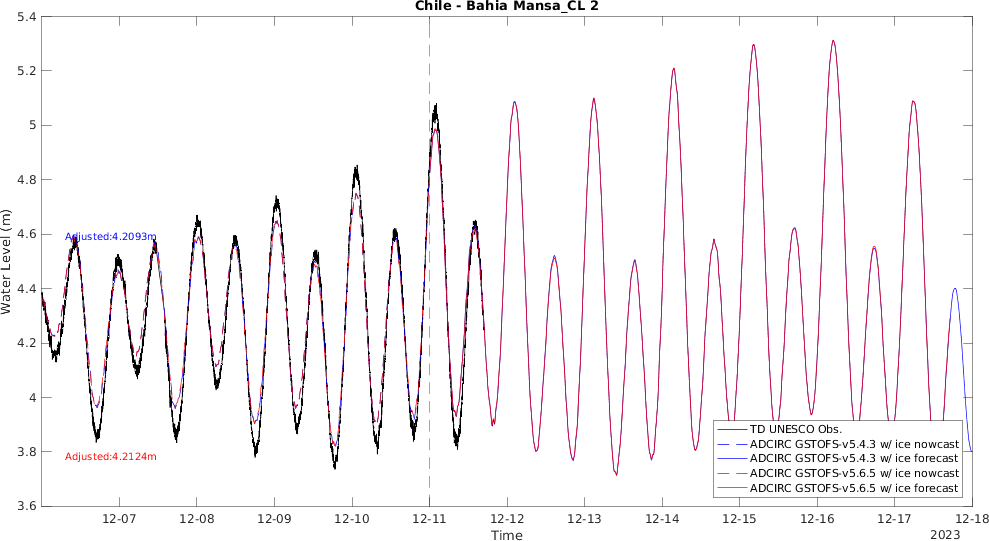 Chile - Bahia Mansa_CL 2
5.4
5.2
5
4.8
4.6
4.4
4.2
4
3.8
3.6
Water Level (m)
Adjusted:4.2093m
Adjusted:4.2124m
TD UNESCO Obs.
ADCIRC GSTOFS-v5.4.3 w/ ice nowcast
ADCIRC GSTOFS-v5.4.3 w/ ice forecast
ADCIRC GSTOFS-v5.6.5 w/ ice nowcast
ADCIRC GSTOFS-v5.6.5 w/ ice forecast
12-07 12-08 12-09 12-10 12-11 12-12 12-13 12-14 12-15 12-16 12-17 12-18
Time
2023